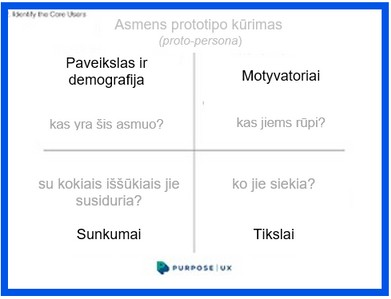 Identify the Core Users
Asmens prototipo kūrimas
(proto-persona)
Paveikslas ir
demografija
Motyvatoriai
kas yra šis asmuo?
kas jiems rūpi?
su kokiais iššūkiais jie
susiduria?
ko jie siekia?
Sunkumai
Tikslai
PURPOSE|UX